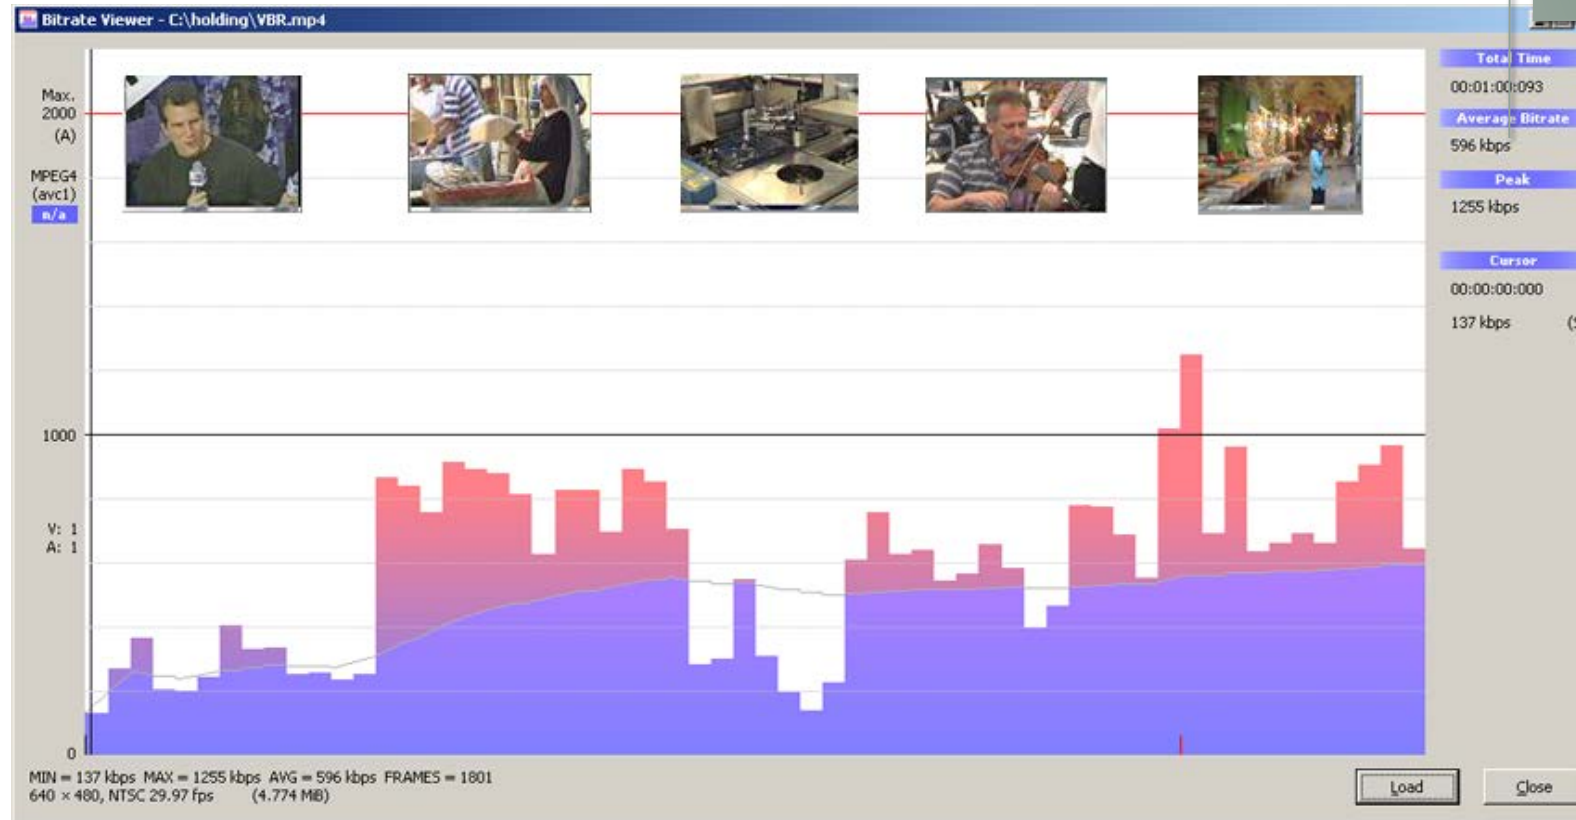 Bitrate Viewer - C:\holding\VBR.mp4
Max.
2000
(A)
MPEG4
(avc1)
n/a
1000
V: 1
A: 1
0
Total Time
00:01:00:093
Average Bitrate
596 kbps
Peak
1255 kbps
Cursor
00:00:00:000
137 kbps
MIN = 137 kbps MAX = 1255 kbps AVG = 596 kbps FRAMES = 1801
640 × 480, NTSC 29.97 fps (4.774 MiB)
Load
Close